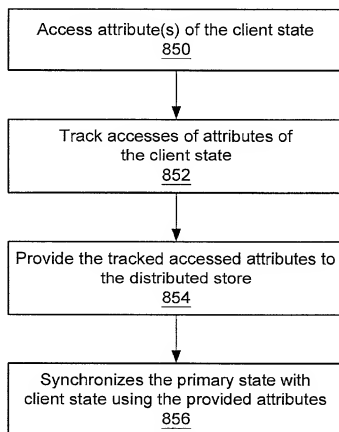 Access attribute(s) of the client state
850
Track accesses of attributes of
the client state
852
Provide the tracked accessed attributes to
the distributed store
854
Synchronizes the primary state with
client state using the provided attributes
856